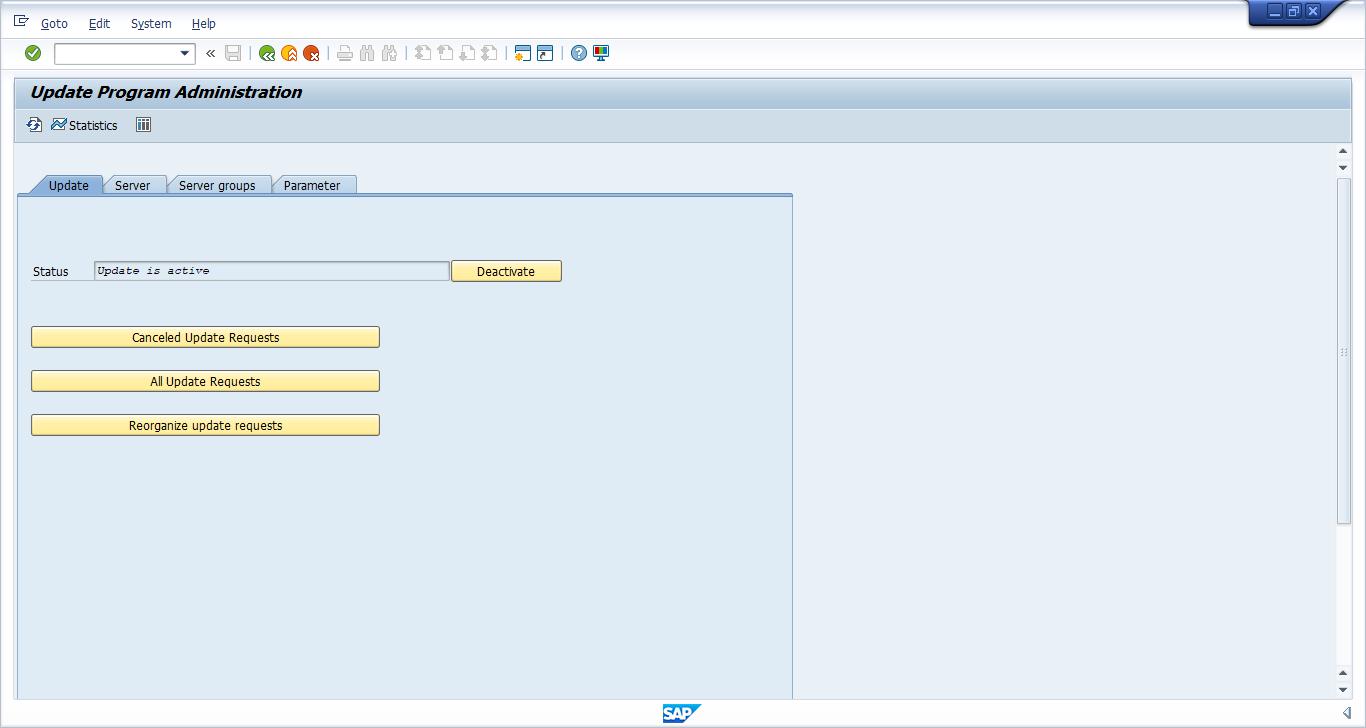 Goto Edit System Help
Update Program Administration
Statistics
Update Server Server groups Parameter
Status Update is active Deactivate
Canceled Update Requests
All Update Requests
Reorganize update requests
SAP